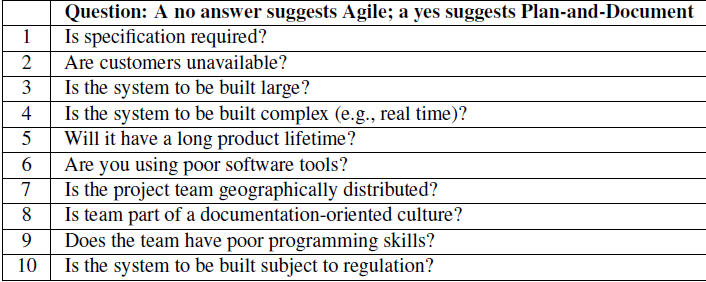 Question: A no answer suggests Agile; a yes suggests Plan-and-Document
1 Is specification required?
2 Are customers unavailable?
3 Is the system to be built large?
4 Is the system to be built complex (e.g., real time)?
5 Will it have a long product lifetime?
6 Are you using poor software tools?
7 Is the project team geographically distributed?
8 Is team part of a documentation-oriented culture?
9 Does the team have poor programming skills?
10 Is the system to be built subject to regulation?